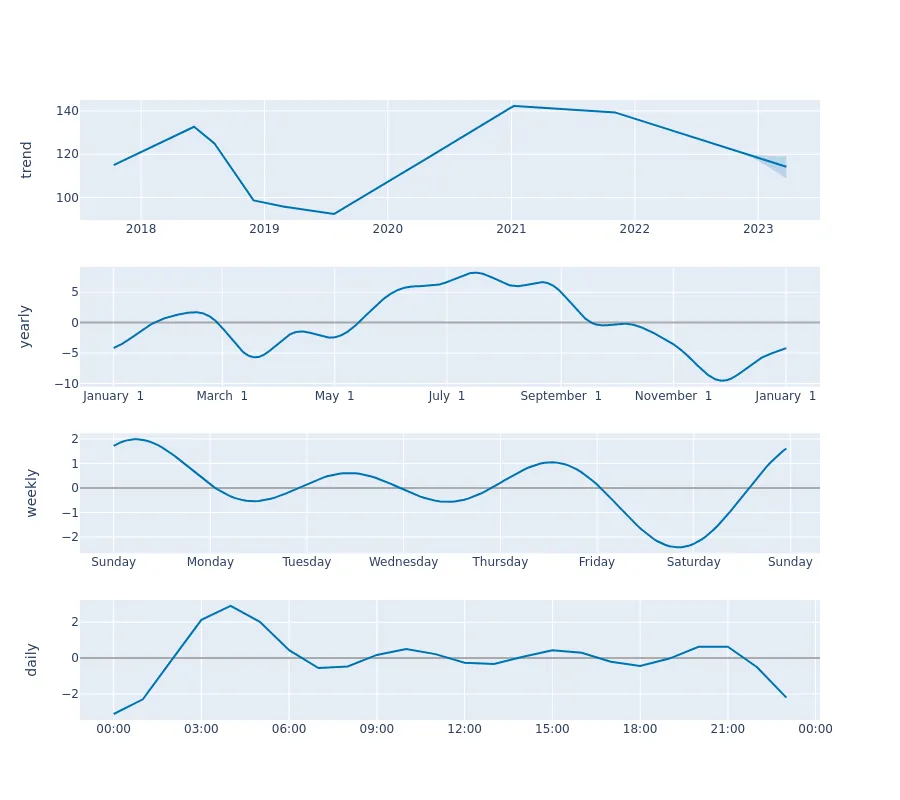 trend
140
120
100
2018 2019 2020 2021 2022 2023
yearly
5
0
−5
−10
January 1 March 1 May 1 July 1 September 1 November 1 January 1
weekly
2
1
0
−1
−2
Sunday Monday Tuesday Wednesday Thursday Friday Saturday Sunday
daily
2
0
−2
00:00 03:00 06:00 09:00 12:00 15:00 18:00 21:00 00:00